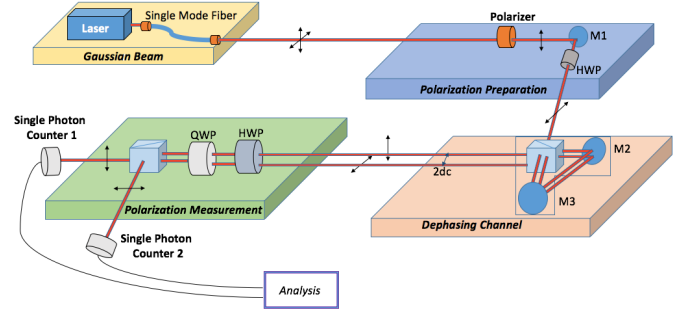 Laser
Single Mode Fiber
Gaussian Beam
Polarizer
M1
HWP
Polarization Preparation
Single Photon
Counter 1
QWP
HWP
2dc
M2
M3
Polarization Measurement
Dephasing Channel
Single Photon
Counter 2
Analysis